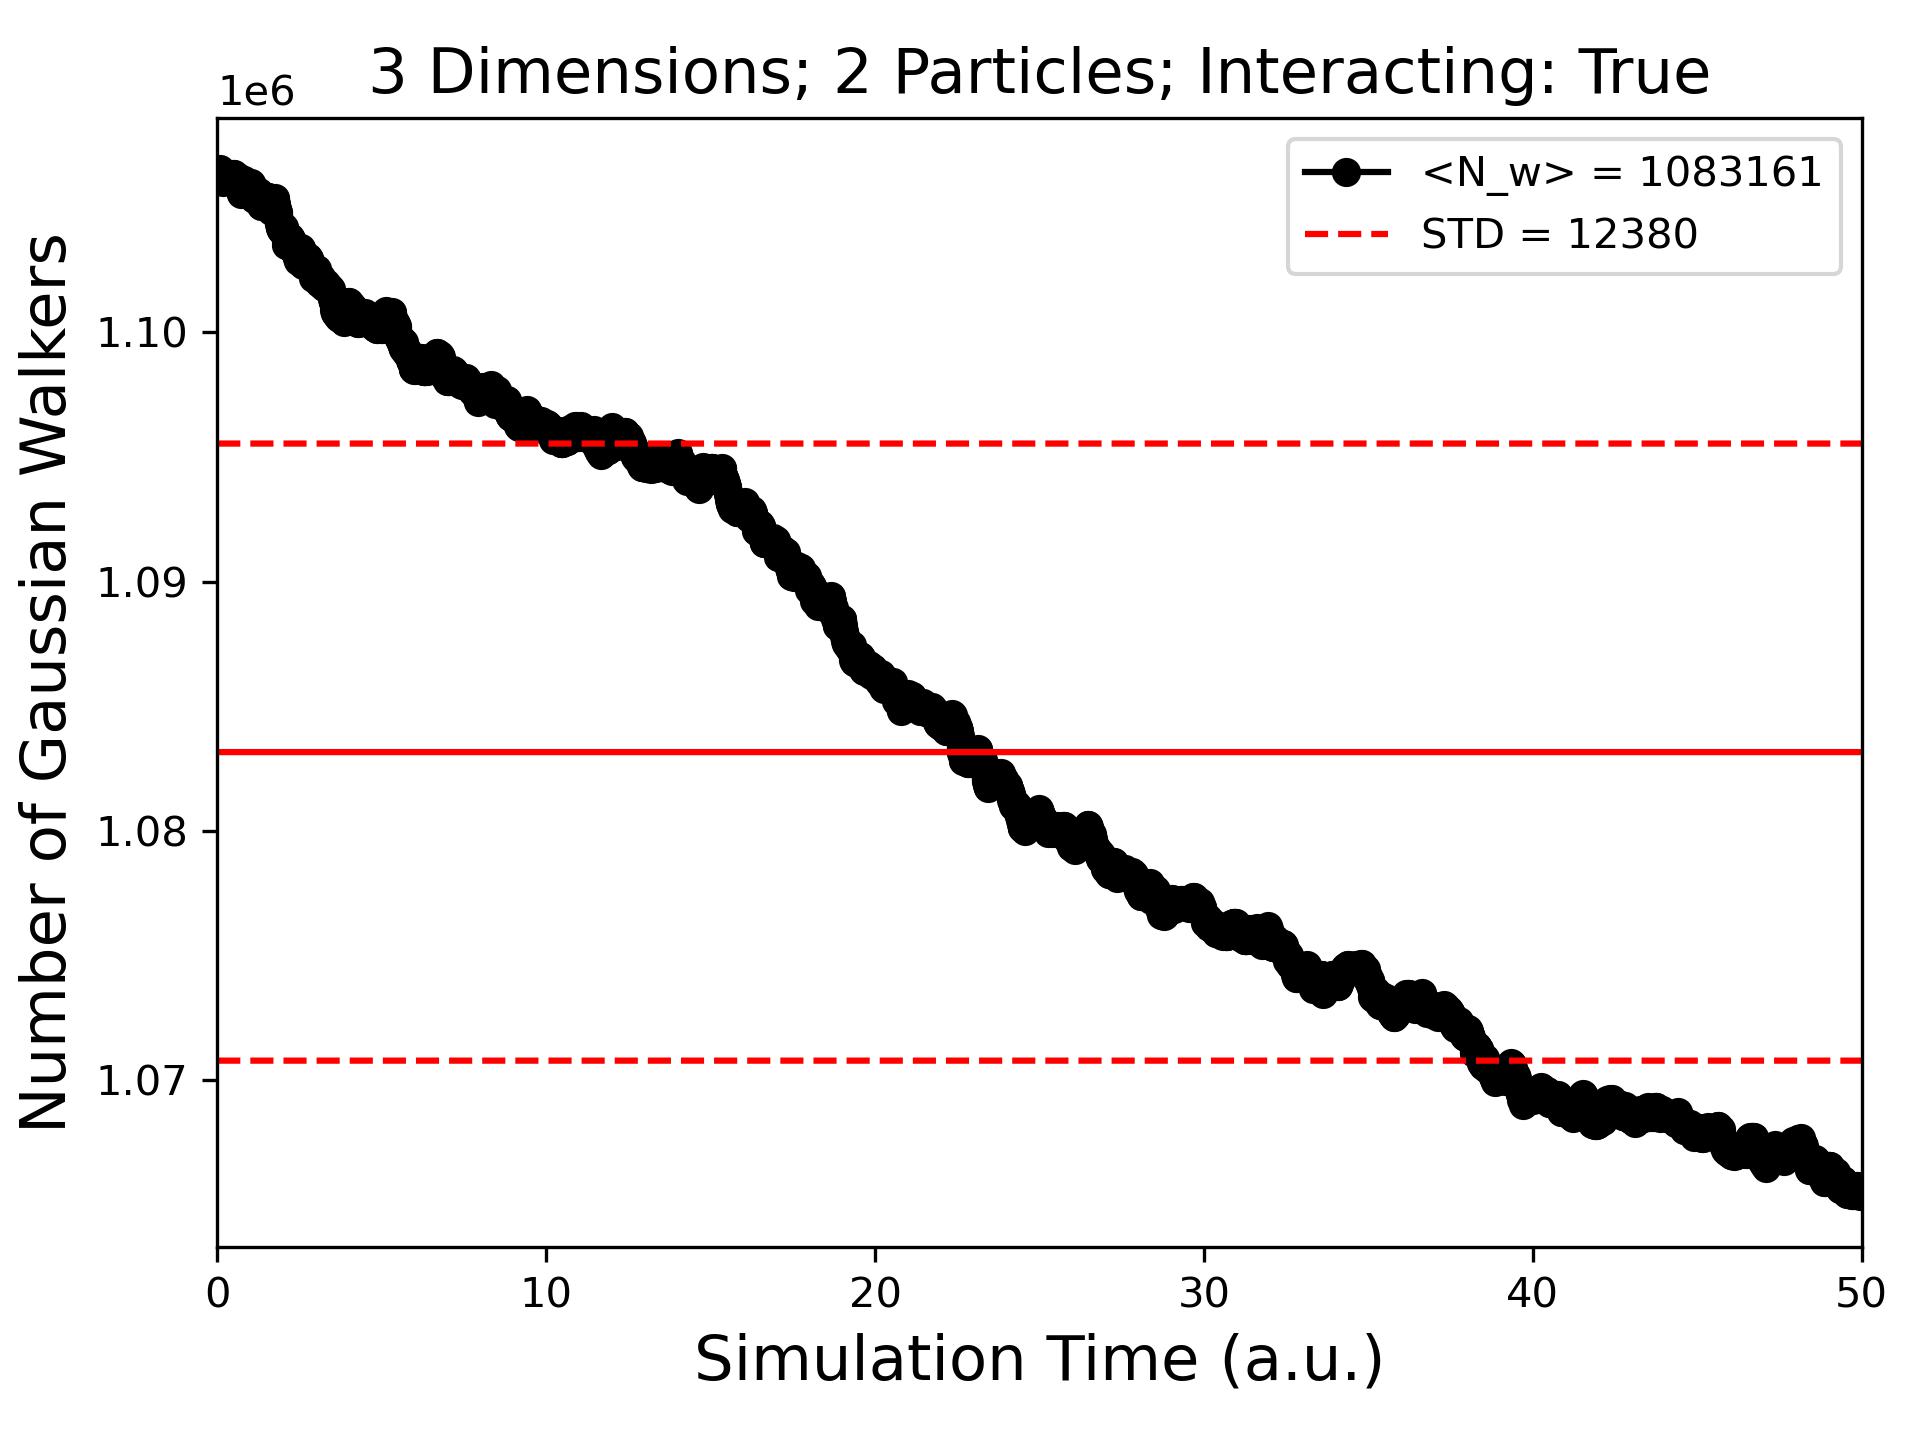 3 Dimensions; 2 Particles; Interacting: True
1e6
<N_w> = 1083161
STD = 12380
Number of Gaussian Walkers
1.10
1.09
1.08
1.07
0 10 20 30 40 50
Simulation Time (a.u.)